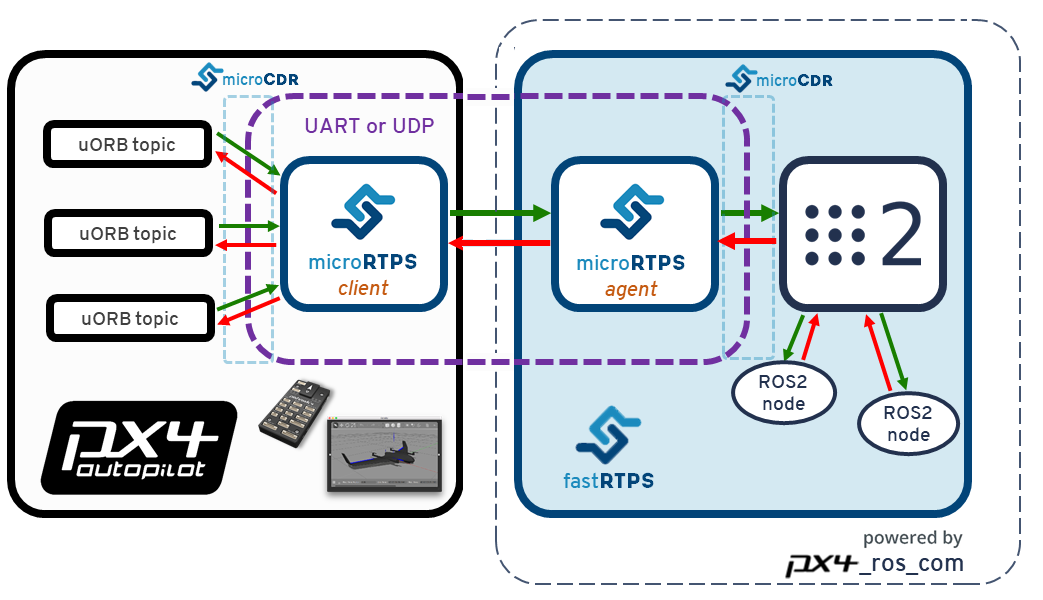 microCDR
microCDR
UART or UDP
uORB topic
uORB topic
uORB topic
microRTPS
client
microRTPS
agent
2
ROS2
node
ROS2
node
px4
autopilot
fastRTPS
powered by
px4_ros_com